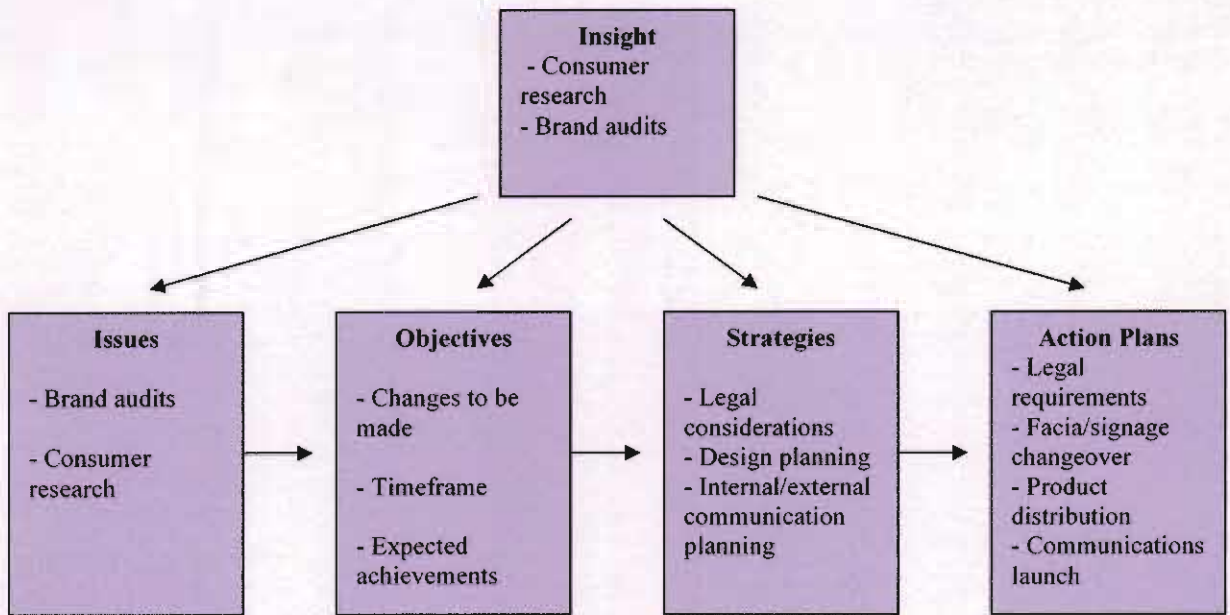 Insight
- Consumer
research
- Brand audits
Issues
- Brand audits
- Consumer
research
Objectives
- Changes to be
made
- Timeframe
- Expected
achievements
Strategies
- Legal
considerations
- Design planning
- Internal/external
communication
planning
Action Plans
- Legal
requirements
- Facia/signage
changeover
- Product
distribution
- Communications
launch